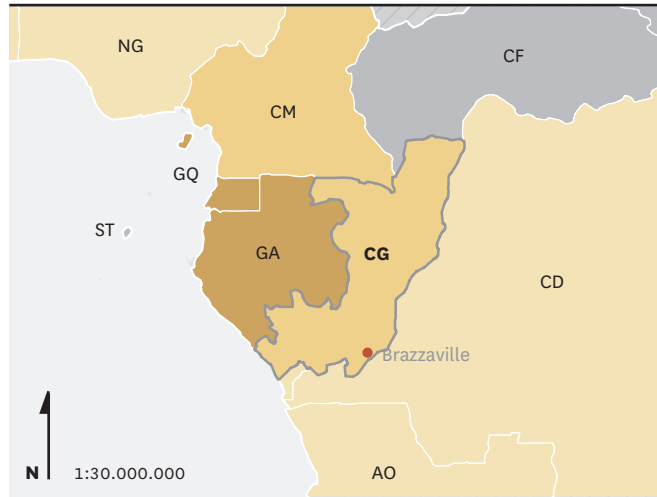 NG
CF
CM
GQ
ST
GA
CG
CD
Brazzaville
N
1:30.000.000
AO